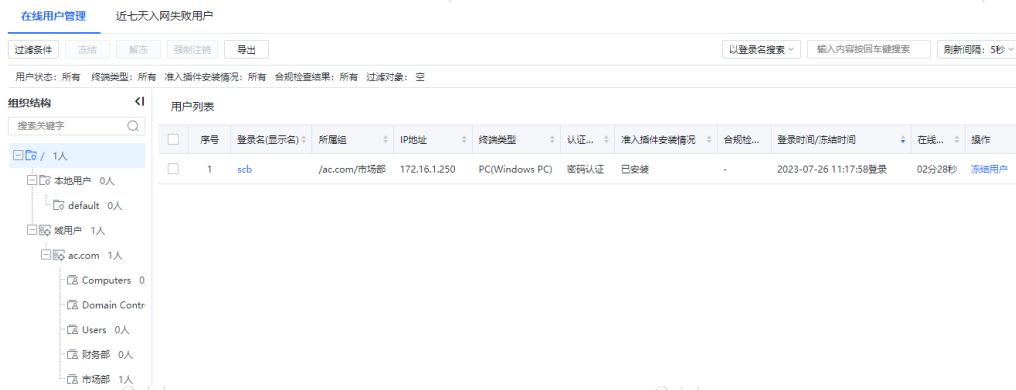 在线用户管理 近七天入网失败用户
过滤条件 冻结 解冻 强制注销 导出 以登录名搜索 输入内容按回车键搜索 刷新间隔：5秒
用户状态：所有 终端类型：所有 准入插件安装情况：所有 合规检查结果：所有 过滤对象：空
组织结构
搜索关键字
/ 1人
本地用户 0人
default 0人
域用户 1人
ac.com 1人
Computers 0
Domain Contr
Users 0人
财务部 0人
市场部 1人
用户列表
序号 登录名(显示名) 所属组 IP地址 终端类型 认证... 准入插件安装情况 合规检... 登录时间/冻结时间 在线... 操作
1 scb /ac.com/市场部 172.16.1.250 PC(Windows PC) 密码认证 已安装 - 2023-07-26 11:17:58登录 02分28秒 冻结用户